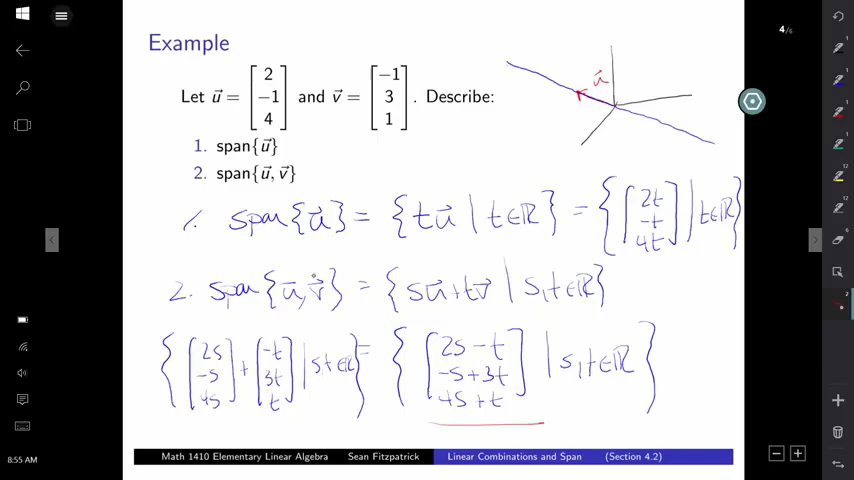 4/6
Example
Let u⃗ = [2 -1 4] and v⃗ = [-1 3 1]. Describe:
u⃗
1. span{u⃗}
2. span{u⃗, v⃗}
1. span{u⃗} = {tu⃗ | t∈ℝ} = {[2t -t 4t] | t∈ℝ}
2. span{u⃗, v⃗} = {su⃗+tv⃗ | s,t∈ℝ}
{[2s -s 4s] + [-t 3t t] | s,t∈ℝ} = {[2s-t -s+3t 4s+t] | s,t∈ℝ}
Math 1410 Elementary Linear Algebra Sean Fitzpatrick Linear Combinations and Span (Section 4.2)
8:55 AM